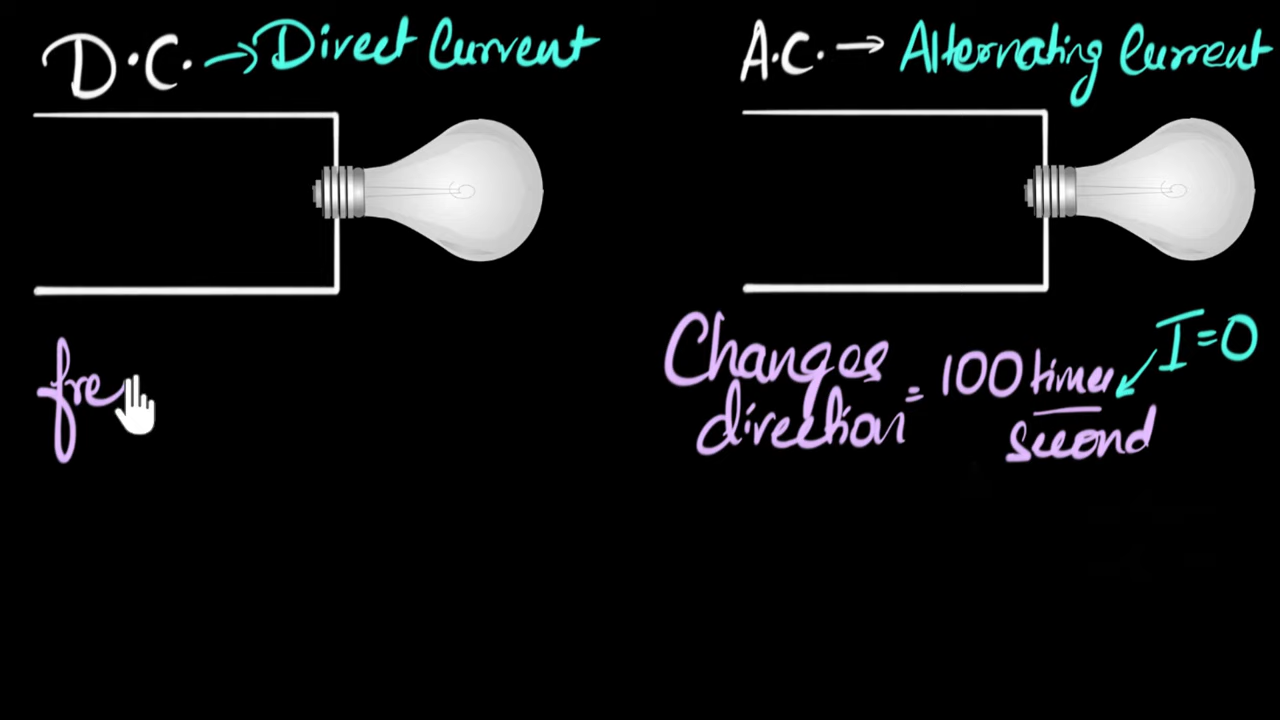 D.C. → Direct Current
A.C. → Alternating Current
I=0
Changes direction = 100 times/second
fre